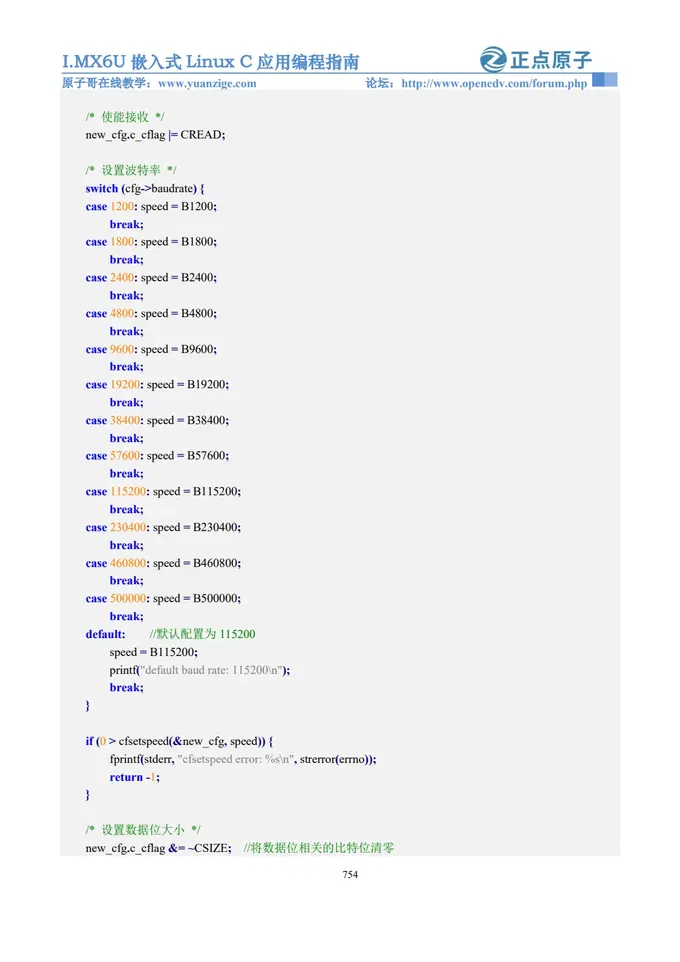 I.MX6U 嵌入式 Linux C 应用编程指南
正点原子
原子哥在线教学：www.yuanzige.com 论坛：http://www.openedv.com/forum.php
/* 使能接收 */
new_cfg.c_cflag |= CREAD;
/* 设置波特率 */
switch (cfg->baudrate) {
case 1200: speed = B1200;
break;
case 1800: speed = B1800;
break;
case 2400: speed = B2400;
break;
case 4800: speed = B4800;
break;
case 9600: speed = B9600;
break;
case 19200: speed = B19200;
break;
case 38400: speed = B38400;
break;
case 57600: speed = B57600;
break;
case 115200: speed = B115200;
break;
case 230400: speed = B230400;
break;
case 460800: speed = B460800;
break;
case 500000: speed = B500000;
break;
default: //默认配置为 115200
speed = B115200;
printf("default baud rate: 115200\n");
break;
}
if (0 > cfsetspeed(&new_cfg, speed)) {
fprintf(stderr, "cfsetspeed error: %s\n", strerror(errno));
return -1;
}
/* 设置数据位大小 */
new_cfg.c_cflag &= ~CSIZE; //将数据位相关的比特位清零
754